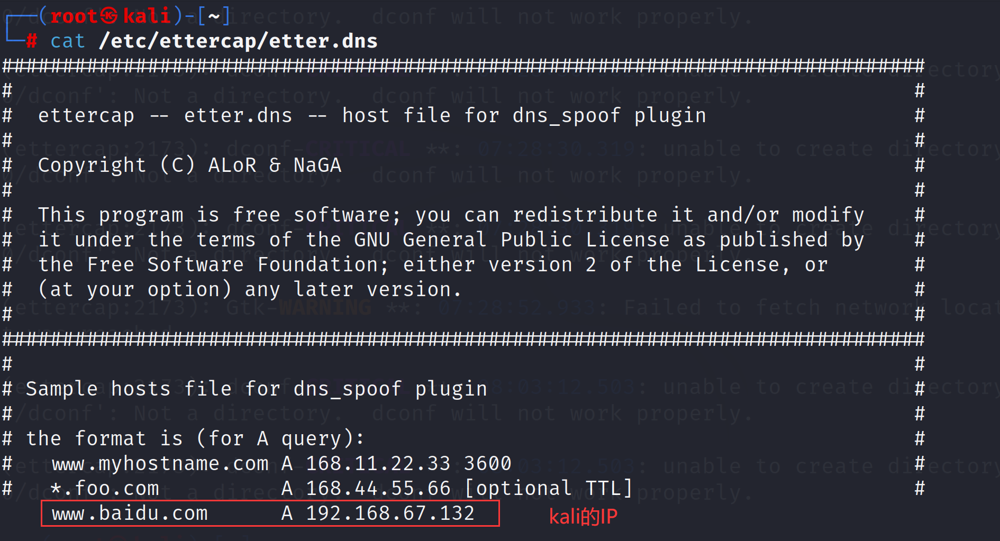 (root㉿kali)-[~]
# cat /etc/ettercap/etter.dns
############################################################################
#                                                                          #
#  ettercap -- etter.dns -- host file for dns_spoof plugin                 #
#                                                                          #
#  Copyright (C) ALoR & NaGA                                               #
#                                                                          #
#  This program is free software; you can redistribute it and/or modify    #
#  it under the terms of the GNU General Public License as published by    #
#  the Free Software Foundation; either version 2 of the License, or       #
#  (at your option) any later version.                                     #
#                                                                          #
############################################################################
#                                                                          #
# Sample hosts file for dns_spoof plugin                                   #
#                                                                          #
# the format is (for A query):                                             #
#   www.myhostname.com A 168.11.22.33 3600                                 #
#   *.foo.com          A 168.44.55.66 [optional TTL]                       #
    www.baidu.com      A 192.168.67.132 kali的IP